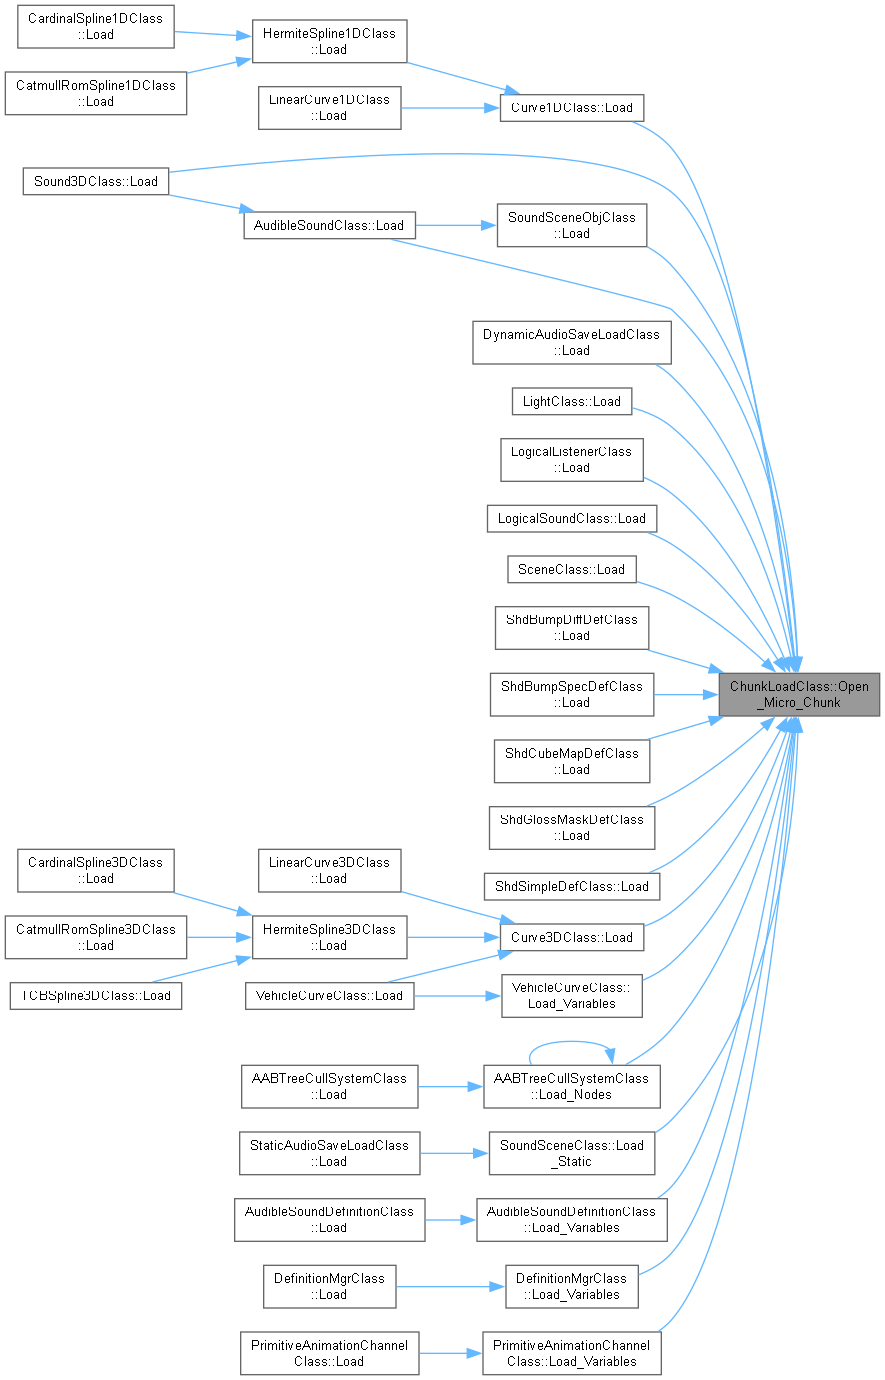 CardinalSpline1DClass
::Load
HermiteSpline1DClass
::Load
CatmullRomSpline1DClass
::Load
LinearCurve1DClass
::Load
Curve1DClass::Load
Sound3DClass::Load
AudibleSoundClass::Load
SoundSceneObjClass
::Load
DynamicAudioSaveLoadClass
::Load
LightClass::Load
LogicalListenerClass
::Load
LogicalSoundClass::Load
SceneClass::Load
ShdBumpDiffDefClass
::Load
ShdBumpSpecDefClass
::Load
ChunkLoadClass::Open
_Micro_Chunk
ShdCubeMapDefClass
::Load
ShdGlossMaskDefClass
::Load
ShdSimpleDefClass::Load
CardinalSpline3DClass
::Load
LinearCurve3DClass
::Load
CatmullRomSpline3DClass
::Load
HermiteSpline3DClass
::Load
Curve3DClass::Load
TCBSpline3DClass::Load
VehicleCurveClass::Load
VehicleCurveClass::
Load_Variables
AABTreeCullSystemClass
::Load
AABTreeCullSystemClass
::Load_Nodes
StaticAudioSaveLoadClass
::Load
SoundSceneClass::Load
_Static
AudibleSoundDefinitionClass
::Load
AudibleSoundDefinitionClass
::Load_Variables
DefinitionMgrClass
::Load
DefinitionMgrClass
::Load_Variables
PrimitiveAnimationChannel
Class::Load
PrimitiveAnimationChannel
Class::Load_Variables